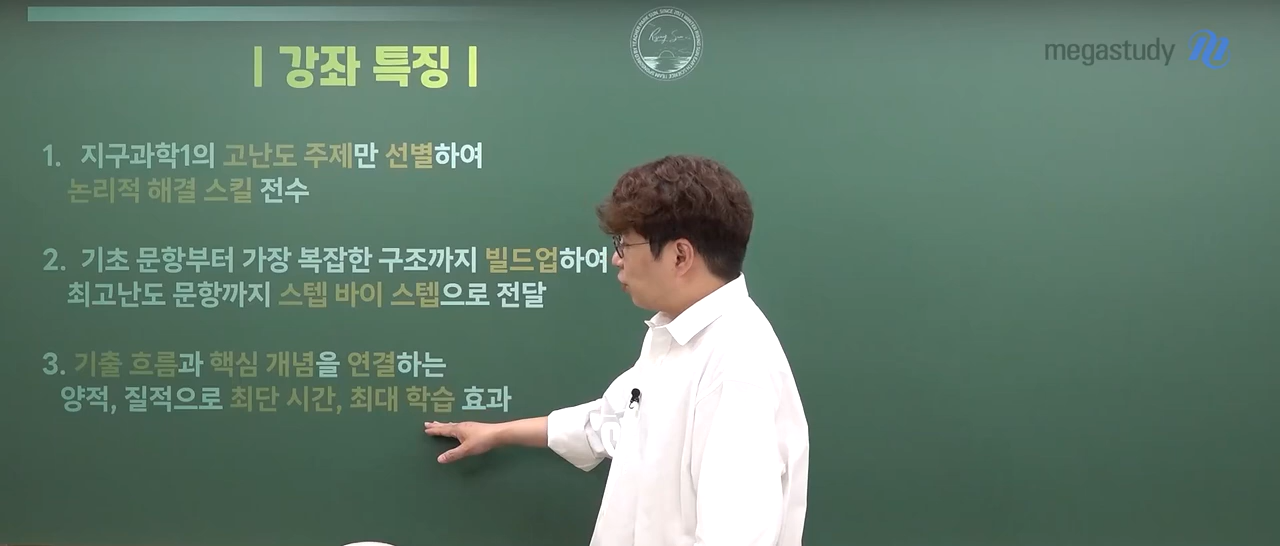 | 강좌 특징 |
megastudy
1. 지구과학1의 고난도 주제만 선별하여
논리적 해결 스킬 전수
2. 기초 문항부터 가장 복잡한 구조까지 빌드업하여
최고난도 문항까지 스텝 바이 스텝으로 전달
3. 기출 흐름과 핵심 개념을 연결하는
양적, 질적으로 최단 시간, 최대 학습 효과